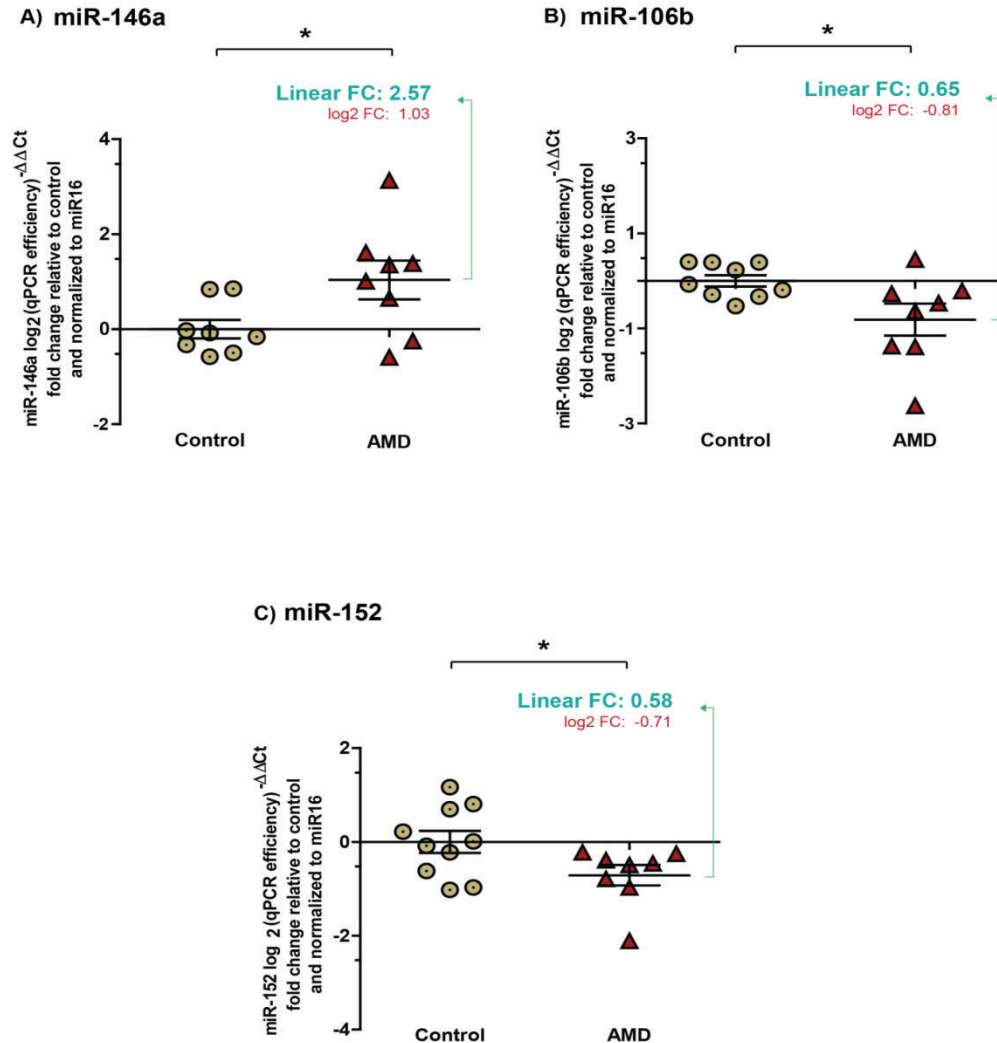 A) miR-146a
*
Linear FC: 2.57
log2 FC: 1.03
miR-146a log2 (qPCR efficiency)-ΔΔCt
fold change relative to control
and normalized to miR16
4
2
0
-2
Control
AMD
B) miR-106b
*
Linear FC: 0.65
log2 FC: -0.81
miR-106b log2 (qPCR efficiency)-ΔΔCt
fold change relative to control
and normalized to miR16
3
1
-1
-3
Control
AMD
C) miR-152
*
Linear FC: 0.58
log2 FC: -0.71
miR-152 log 2 (qPCR efficiency)-ΔΔCt
fold change relative to control
and normalized to miR16
2
0
-2
-4
Control
AMD